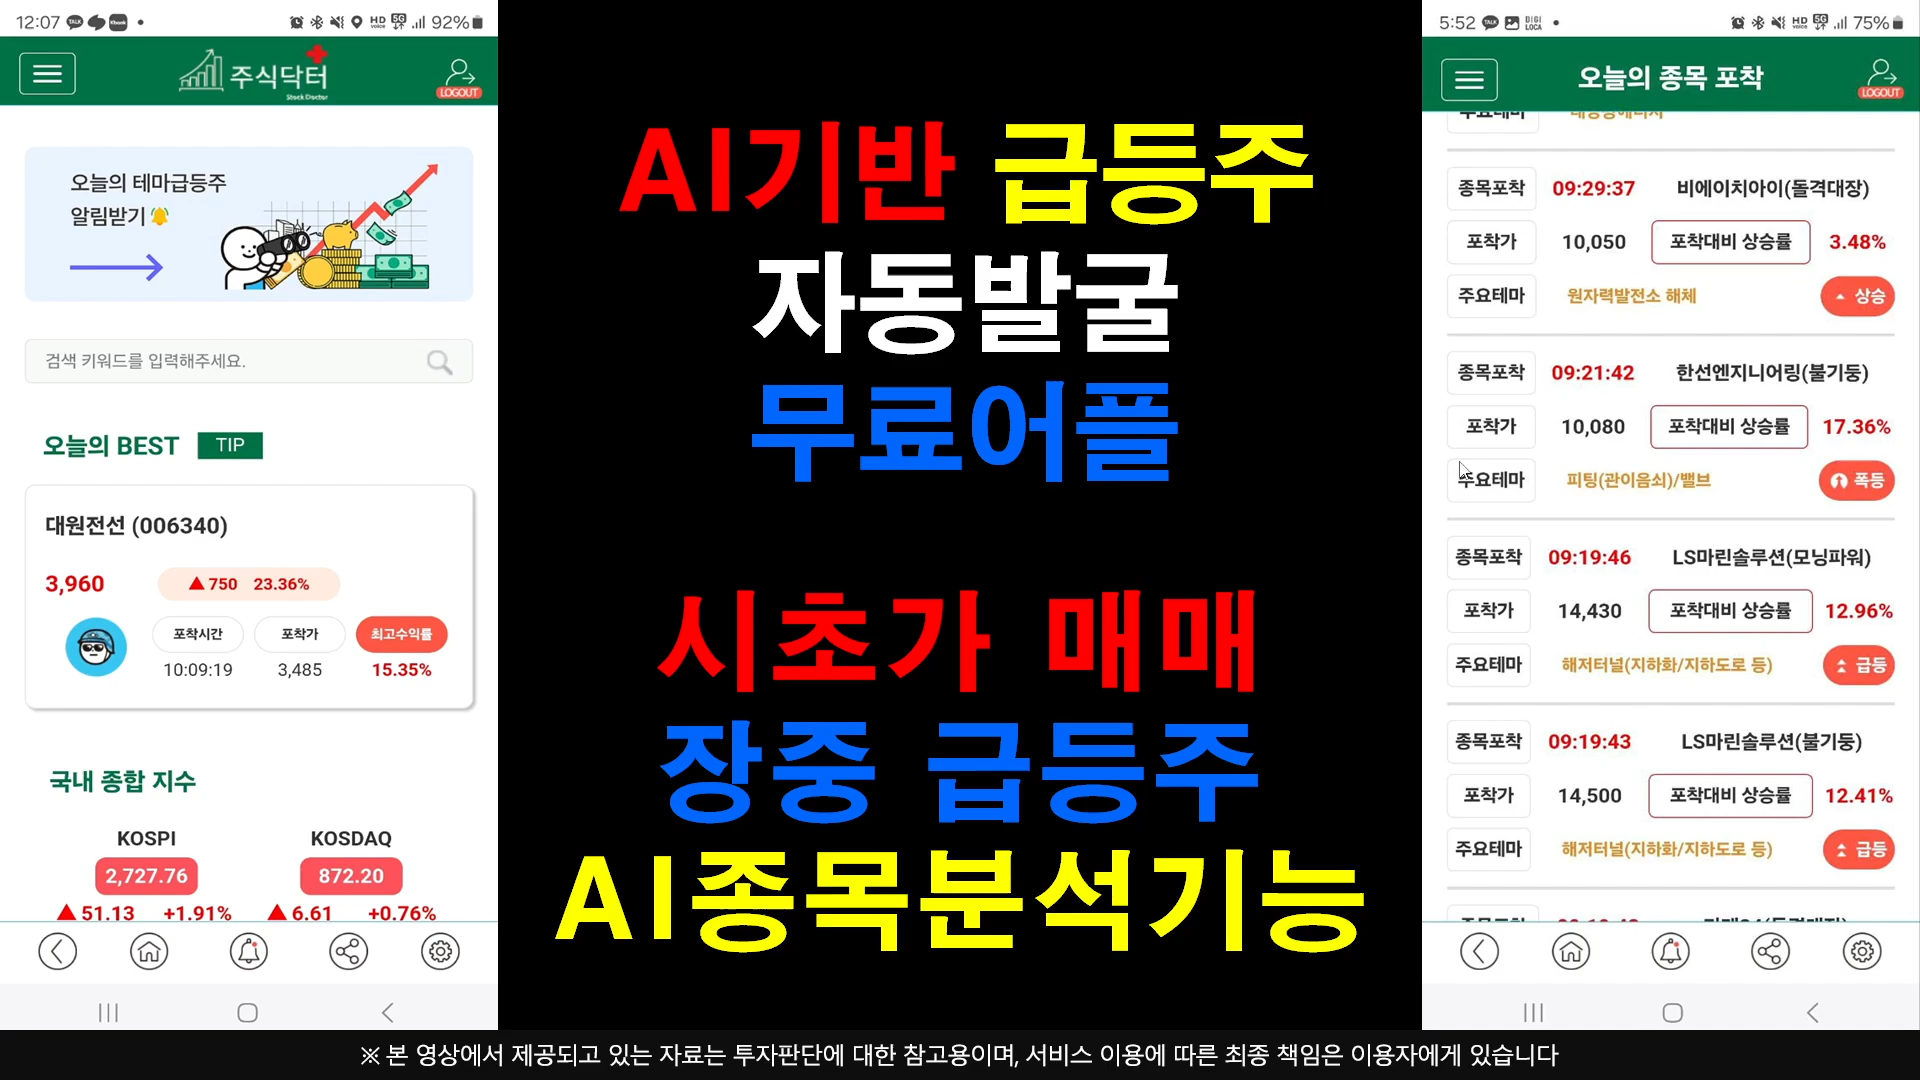 12:07 92%
주식닥터
Stock Doctor
LOGOUT
오늘의 테마급등주
알림받기
검색 키워드를 입력해주세요.
오늘의 BEST TIP
대원전선 (006340)
3,960 ▲750 23.36%
포착시간 포착가 최고수익률
10:09:19 3,485 15.35%
국내 종합 지수
KOSPI KOSDAQ
2,727.76 872.20
▲51.13 +1.91% ▲6.61 +0.76%
AI기반 급등주
자동발굴
무료어플
시초가 매매
장중 급등주
AI종목분석기능
5:52 75%
오늘의 종목 포착
LOGOUT
종목포착 09:29:37 비에이치아이(돌격대장)
포착가 10,050 포착대비 상승률 3.48%
주요테마 원자력발전소 해체 상승
종목포착 09:21:42 한선엔지니어링(불기둥)
포착가 10,080 포착대비 상승률 17.36%
주요테마 피팅(관이음쇠)/밸브 폭등
종목포착 09:19:46 LS마린솔루션(모닝파워)
포착가 14,430 포착대비 상승률 12.96%
주요테마 해저터널(지하화/지하도로 등) 급등
종목포착 09:19:43 LS마린솔루션(불기둥)
포착가 14,500 포착대비 상승률 12.41%
주요테마 해저터널(지하화/지하도로 등) 급등
※ 본 영상에서 제공되고 있는 자료는 투자판단에 대한 참고용이며, 서비스 이용에 따른 최종 책임은 이용자에게 있습니다